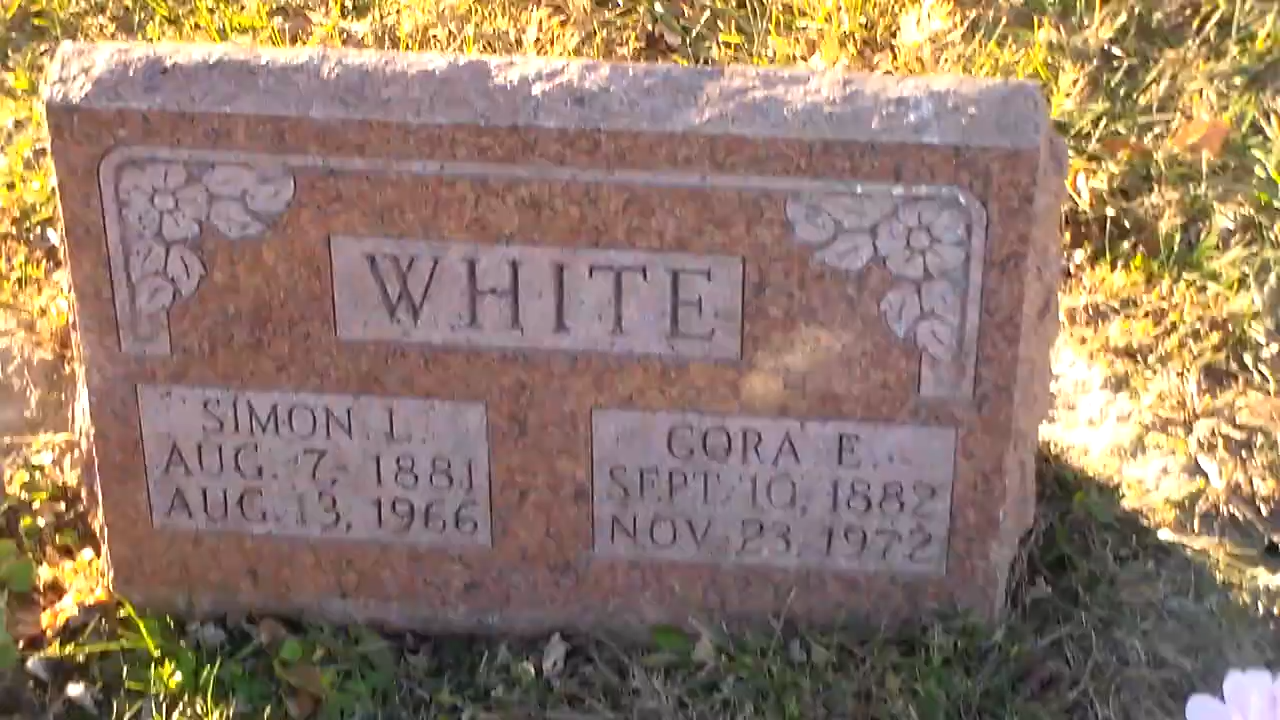 WHITE
SIMON L.
AUG. 7, 1881
AUG. 13, 1966
CORA E.
SEPT. 10, 1882
NOV. 23, 1972